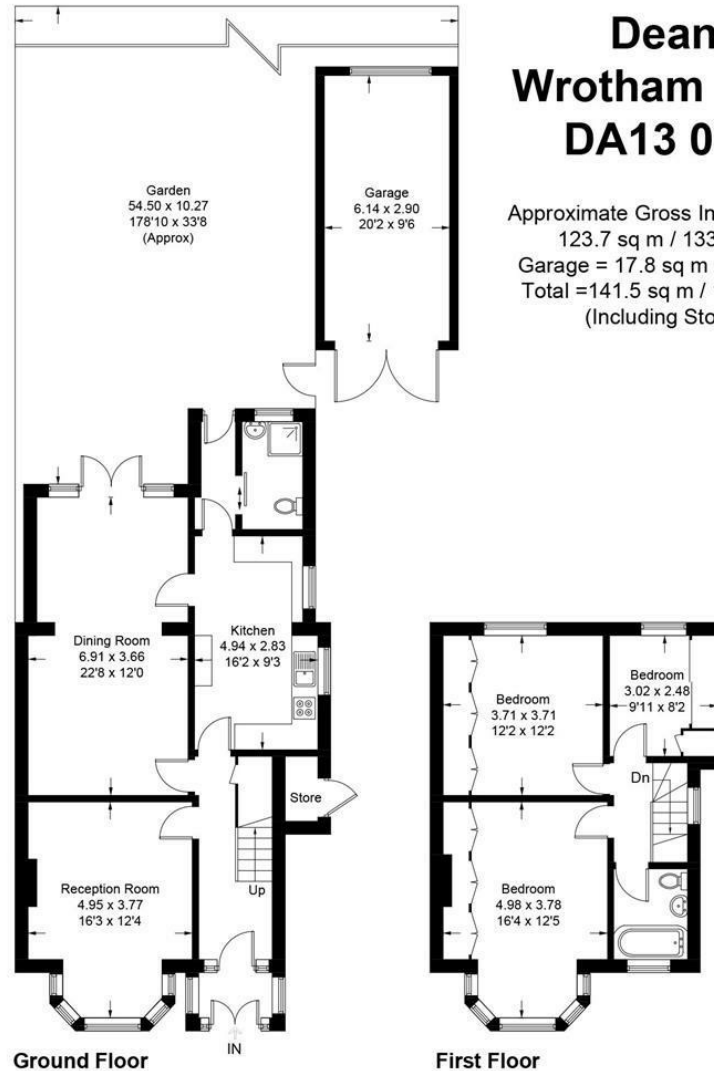 Dean
Wrotham
DA13 0
Approximate Gross In
123.7 sq m / 133
Garage = 17.8 sq m
Total =141.5 sq m /
(Including Sto
Garden
54.50 x 10.27
178'10 x 33'8
(Approx)
Garage
6.14 x 2.90
20'2 x 9'6
Dining Room
6.91 x 3.66
22'8 x 12'0
Kitchen
4.94 x 2.83
16'2 x 9'3
Store
Reception Room
4.95 x 3.77
16'3 x 12'4
Up
IN
Ground Floor
Bedroom
3.71 x 3.71
12'2 x 12'2
Bedroom
3.02 x 2.48
9'11 x 8'2
Dn
Bedroom
4.98 x 3.78
16'4 x 12'5
First Floor